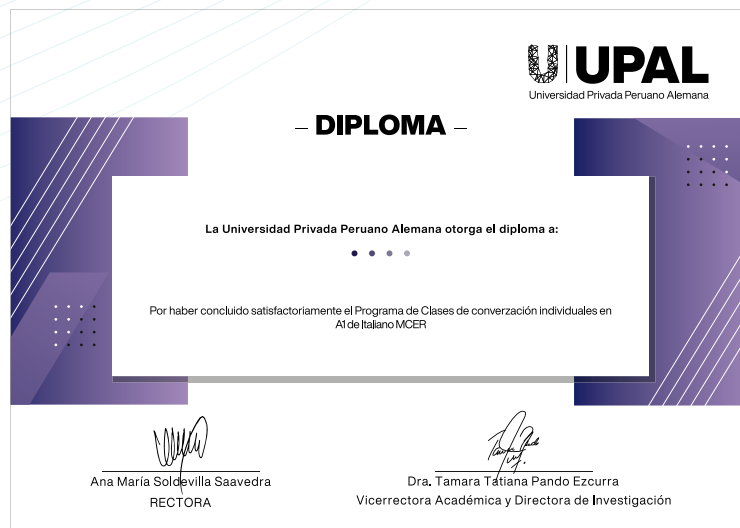 UPAL
Universidad Privada Peruano Alemana
DIPLOMA
La Universidad Privada Peruano Alemana otorga el diploma a:
Por haber concluido satisfactoriamente el Programa de Clases de converzación individuales en
A1 de Italiano MCER
Ana María Soldevilla Saavedra
RECTORA
Dra. Tamara Tatiana Pando Ezcurra
Vicerrectora Académica y Directora de Investigación